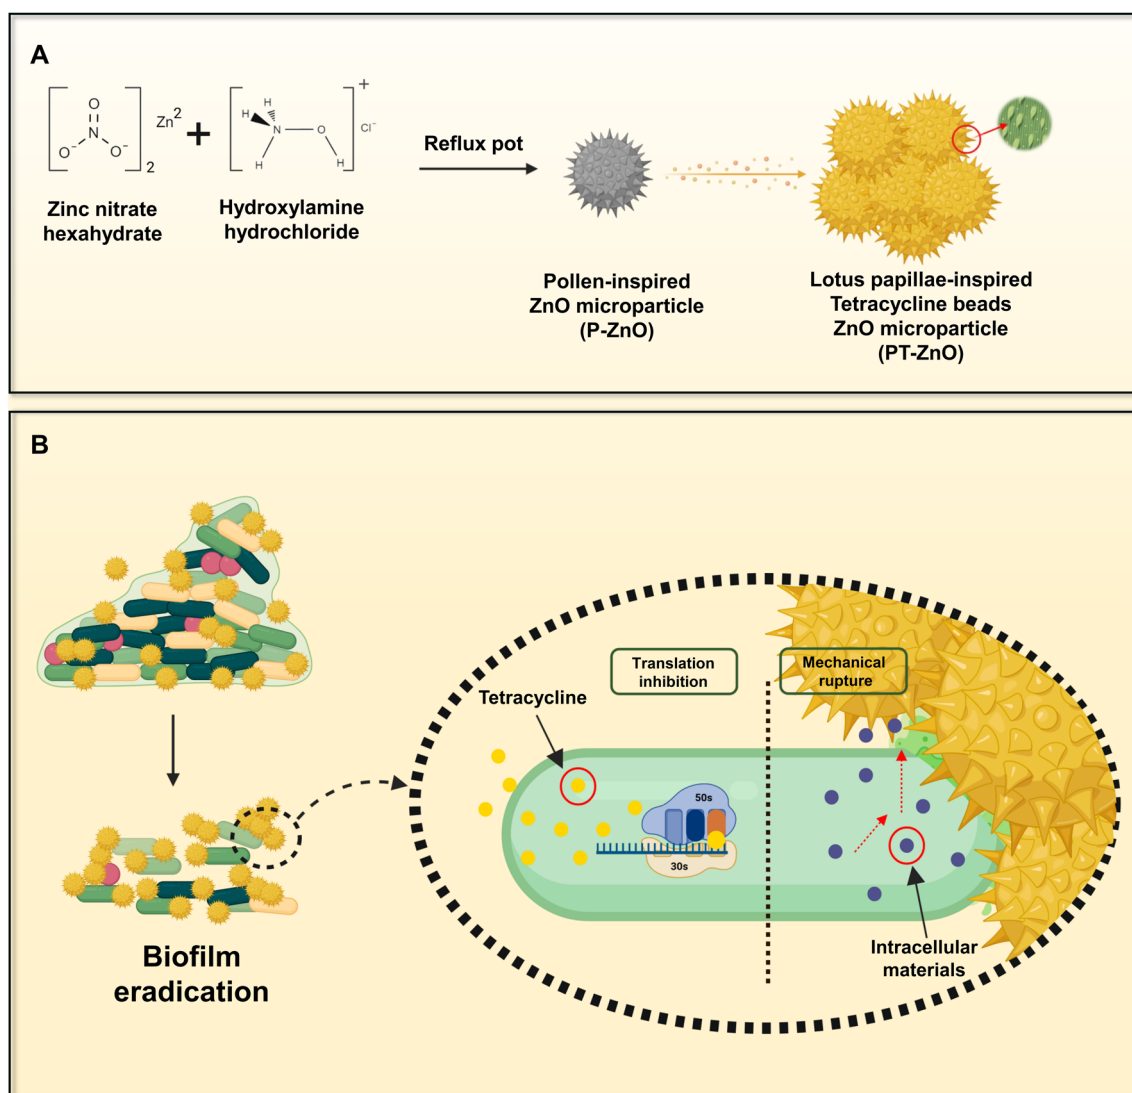 A
O
N
O⁻
O⁻
2
Zn²
+
H
H
N
O
H
H
+
Cl⁻
Reflux pot
Zinc nitrate
hexahydrate
Hydroxylamine
hydrochloride
Pollen-inspired
ZnO microparticle
(P-ZnO)
Lotus papillae-inspired
Tetracycline beads
ZnO microparticle
(PT-ZnO)
B
Translation
inhibition
Mechanical
rupture
Tetracycline
50s
30s
Intracellular
materials
Biofilm
eradication